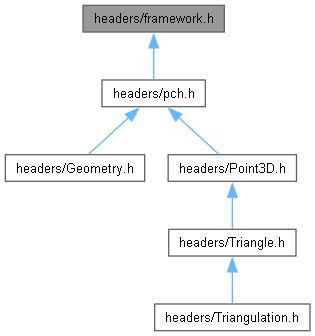 headers/framework.h
headers/pch.h
headers/Geometry.h
headers/Point3D.h
headers/Triangle.h
headers/Triangulation.h